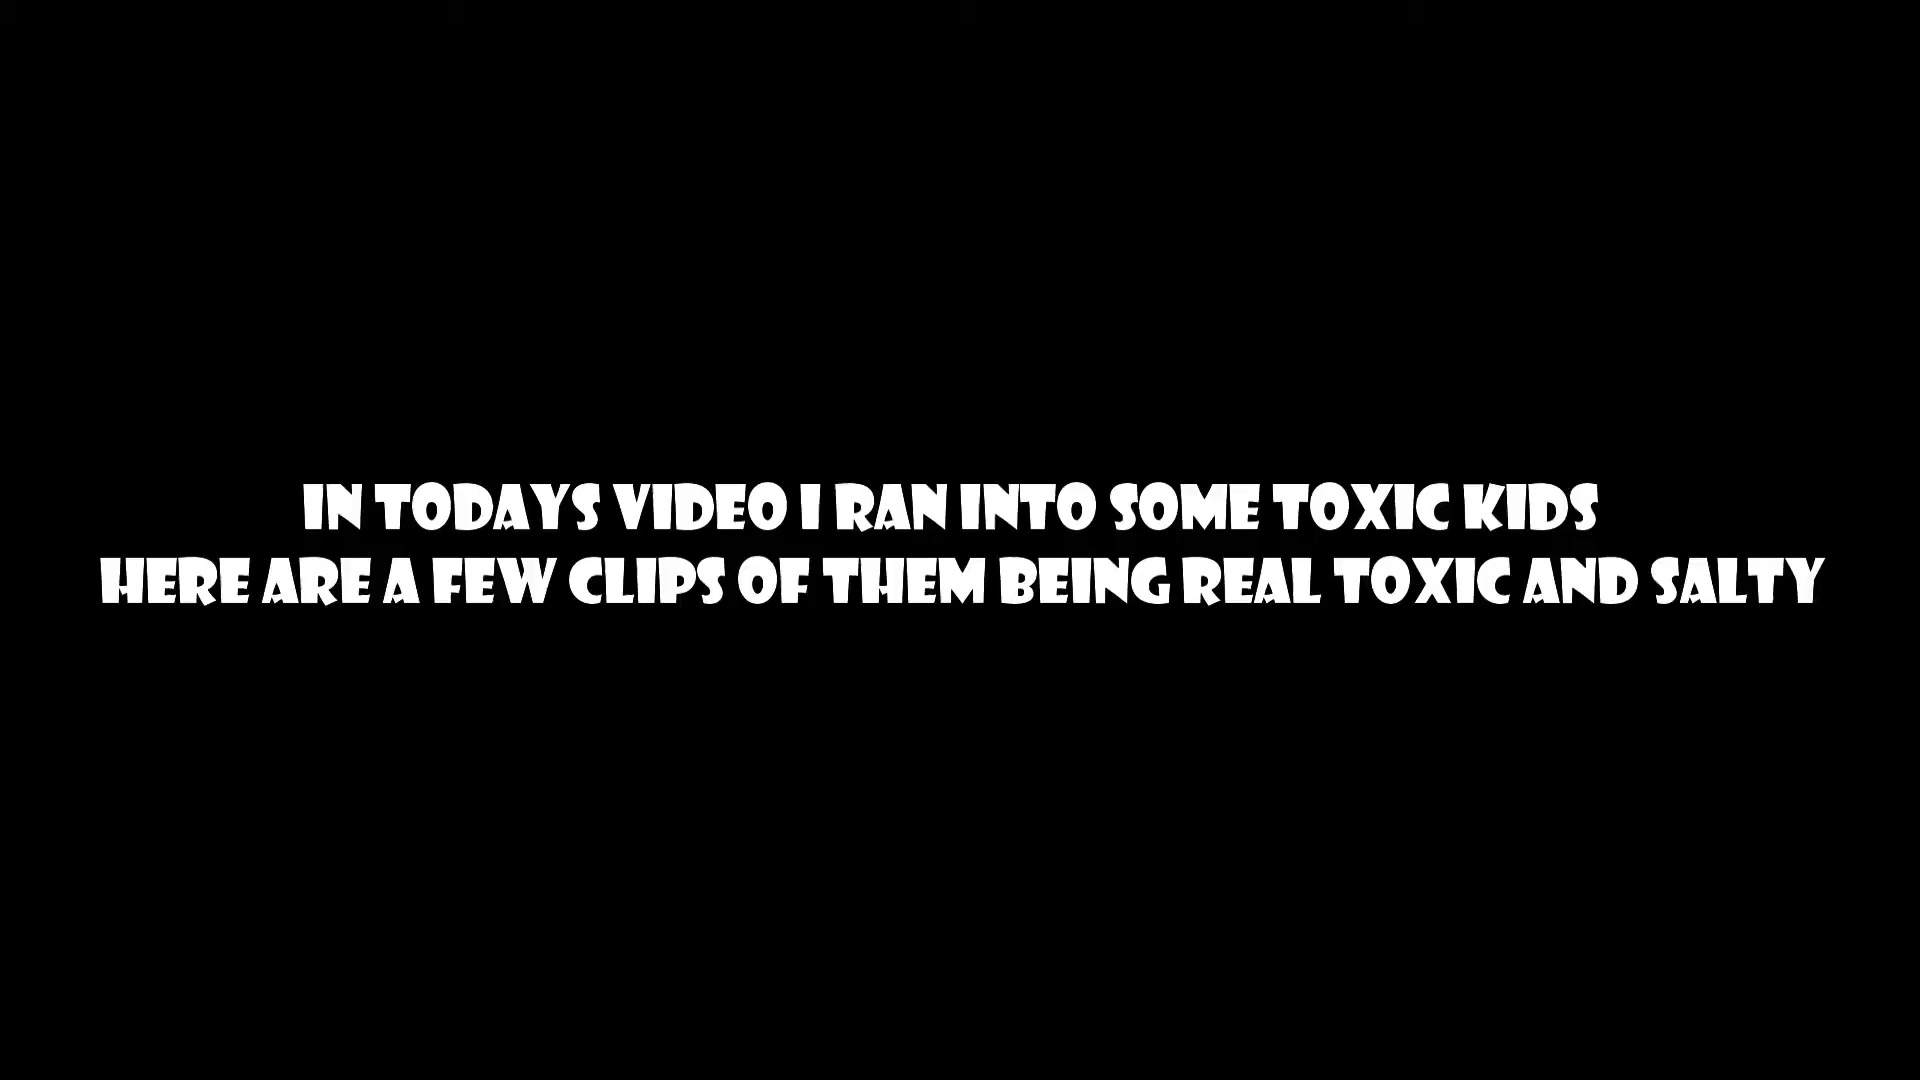 IN TODAYS VIDEO I RAN INTO SOME TOXIC KIDS
HERE ARE A FEW CLIPS OF THEM BEING REAL TOXIC AND SALTY